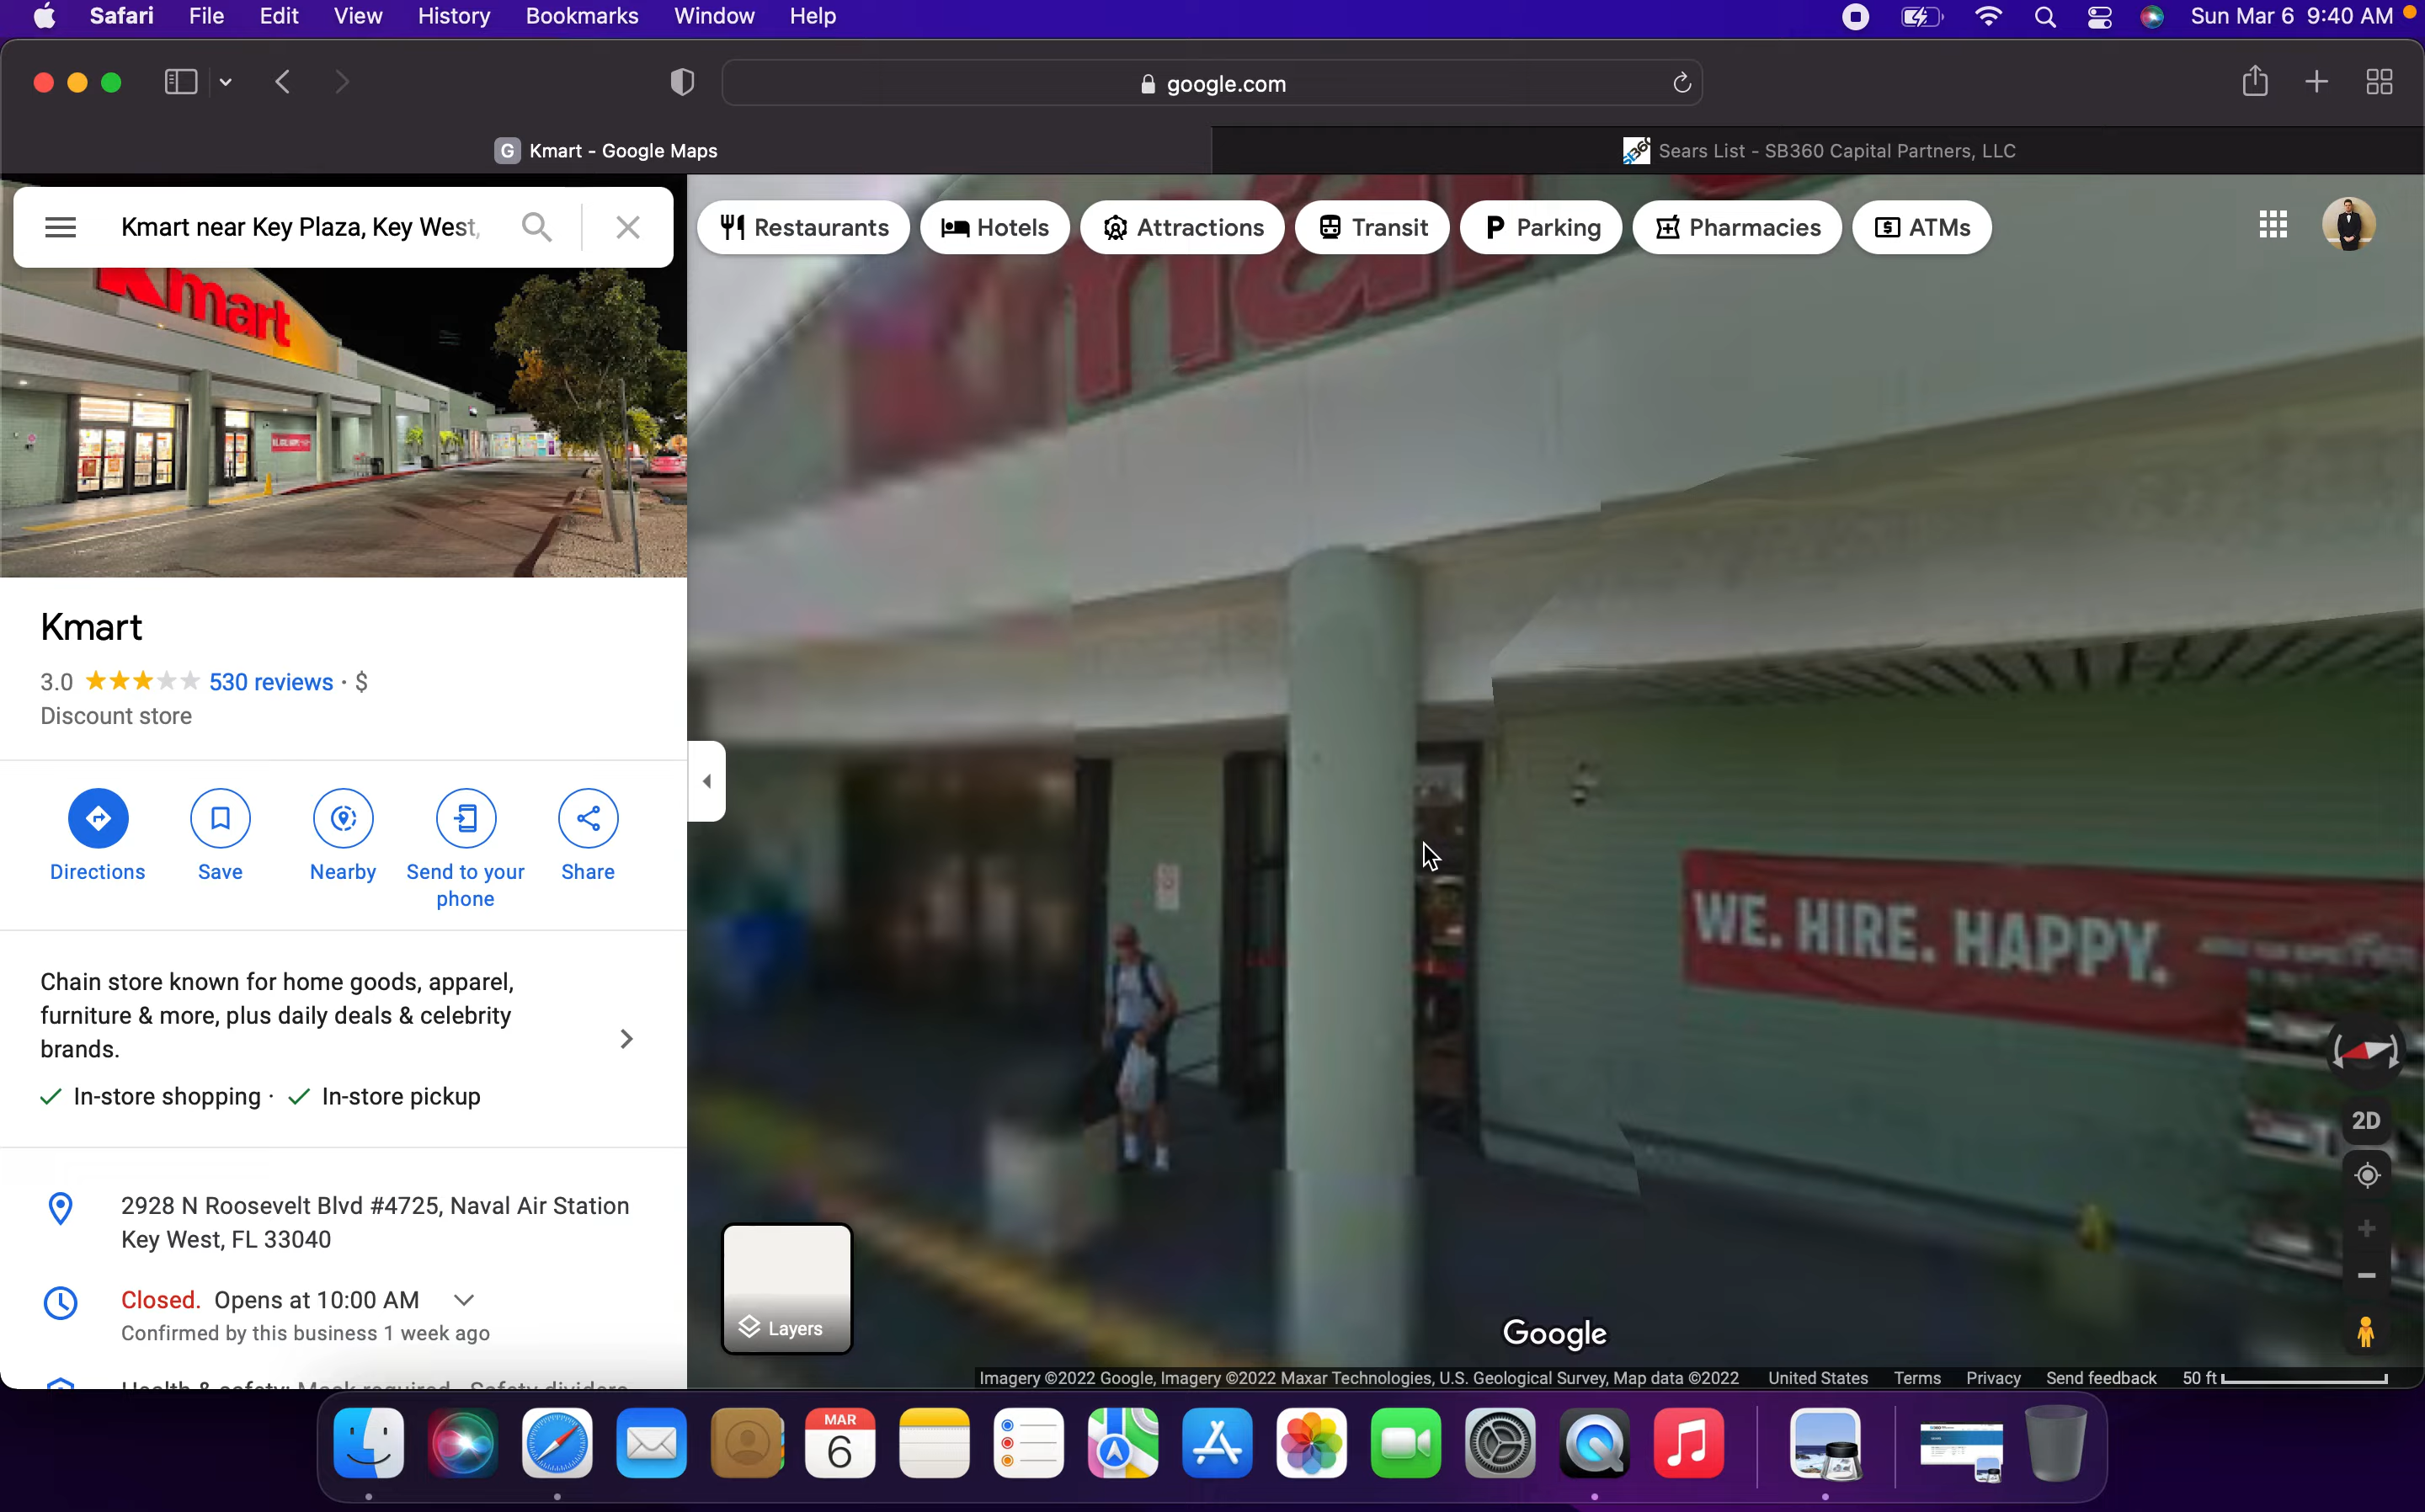 Safari File Edit View History Bookmarks Window Help Sun Mar 6 9:40 AM
google.com
G Kmart - Google Maps
Sears List - SB360 Capital Partners, LLC
Kmart near Key Plaza, Key West,
Restaurants Hotels Attractions Transit Parking Pharmacies ATMs
Kmart
Kmart
3.0 530 reviews · $
Discount store
Directions Save Nearby Send to your phone Share
Chain store known for home goods, apparel,
furniture & more, plus daily deals & celebrity
brands.
In-store shopping · In-store pickup
2928 N Roosevelt Blvd #4725, Naval Air Station
Key West, FL 33040
Closed. Opens at 10:00 AM
Confirmed by this business 1 week ago
WE. HIRE. HAPPY.
2D
Layers
Google
Imagery ©2022 Google, Imagery ©2022 Maxar Technologies, U.S. Geological Survey, Map data ©2022 United States Terms Privacy Send feedback 50 ft
MAR
6